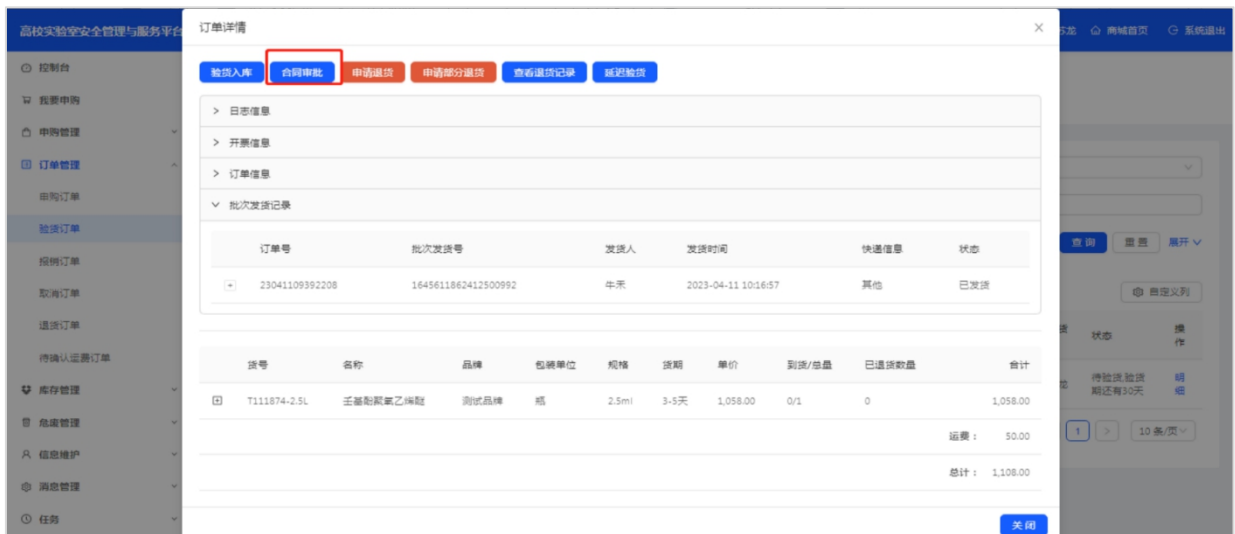 高校实验室安全管理与服务平台
订单详情
商城首页 系统退出
控制台
我要申购
申购管理
订单管理
申购订单
验货订单
报销订单
取消订单
退货订单
待确认运费订单
库存管理
危废管理
信息维护
消息管理
任务
验货入库 合同审批 申请退货 申请部分退货 查看退货记录 延迟验货
日志信息
开票信息
订单信息
批次发货记录
订单号 批次发货号 发货人 发货时间 快递信息 状态
23041109392208 1645611862412500992 牛禾 2023-04-11 10:16:57 其他 已发货
货号 名称 品牌 包装单位 规格 货期 单价 到货/总量 已退货数量 合计
T111874-2.5L 壬基酚聚氧乙烯醚 测试品牌 瓶 2.5ml 3-5天 1,058.00 0/1 0 1,058.00
运费： 50.00
总计： 1,108.00
关闭
查询 重置 展开
自定义列
状态 操作
待验货,验货期还有30天 明细
1 10 条/页